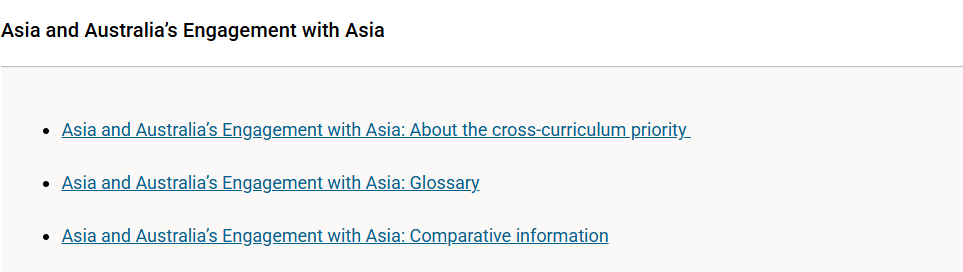 Asia and Australia’s Engagement with Asia
Asia and Australia’s Engagement with Asia: About the cross-curriculum priority
Asia and Australia’s Engagement with Asia: Glossary
Asia and Australia’s Engagement with Asia: Comparative information